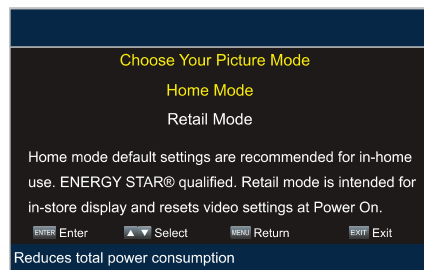 Choose Your Picture Mode
Home Mode
Retail Mode
Home mode default settings are recommended for in-home
use. ENERGY STAR® qualified. Retail mode is intended for
in-store display and resets video settings at Power On.
ENTER Enter ▲ ▼ Select MENU Return EXIT Exit
Reduces total power consumption